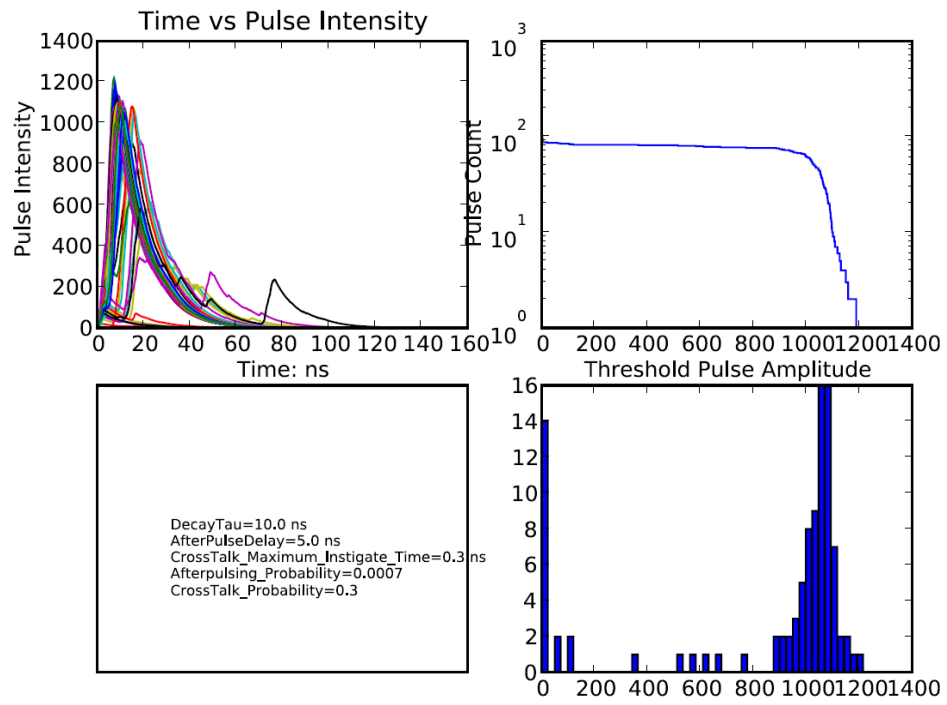 Time vs Pulse Intensity
1400
1200
1000
800
600
400
200
0
Pulse Intensity
0 20 40 60 80 100 120 140 160
Time: ns
10^3
10^2
10^1
10^0
Pulse Count
0 200 400 600 800 1000 1200 1400
Threshold Pulse Amplitude
DecayTau=10.0 ns
AfterPulseDelay=5.0 ns
CrossTalk_Maximum_Instigate_Time=0.3 ns
Afterpulsing_Probability=0.0007
CrossTalk_Probability=0.3
16
14
12
10
8
6
4
2
0
0 200 400 600 800 1000 1200 1400